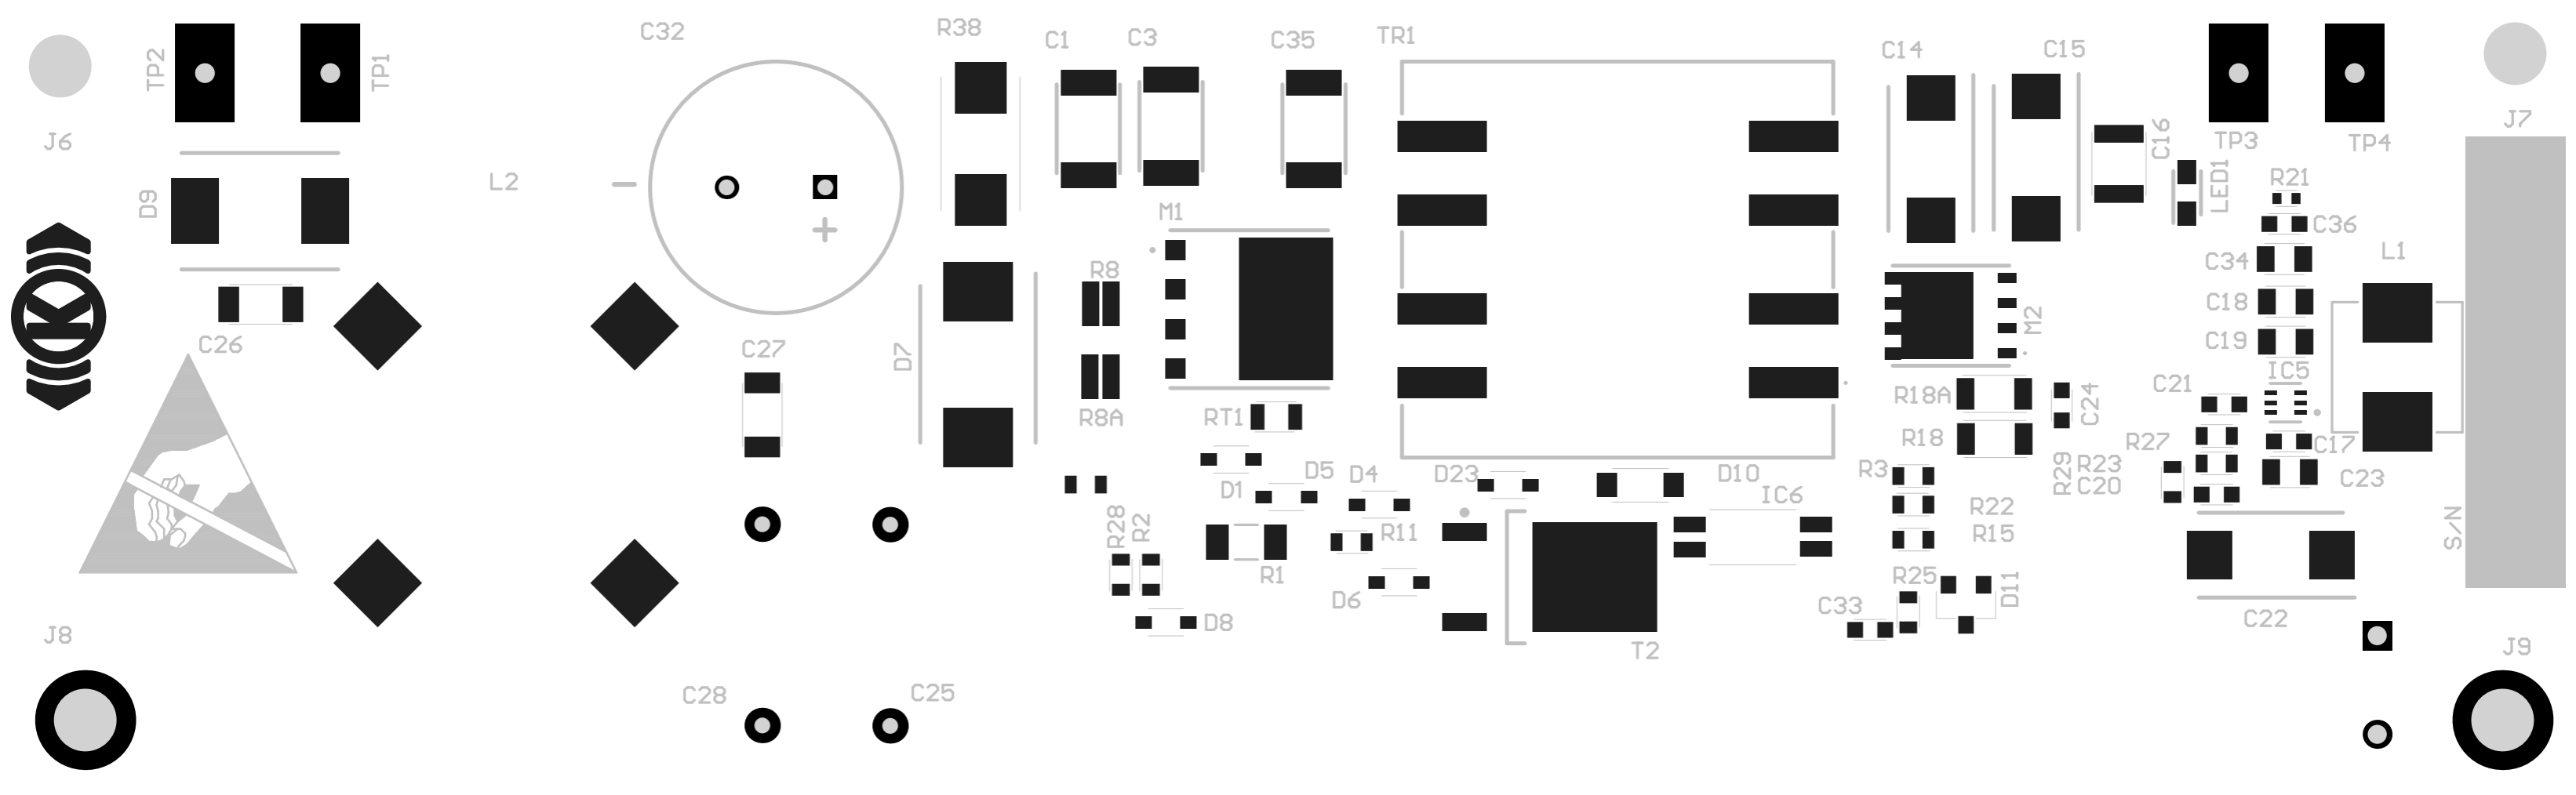 C32
R38
C1
C3
C35
TR1
C14
C15
TP2
TP1
J6
J7
TP3
TP4
C16
LED1
R21
L2
D9
M1
C36
L1
C34
R8
C18
M2
C19
C26
C27
D7
IC5
C21
R18A
C24
R8A
RT1
R18
R27
C17
R3
R29
R23
C20
C23
D5
D4
D23
D10
D1
IC6
R22
R28
R2
R11
R15
S/N
R1
R25
D11
D6
C33
D8
C22
T2
J8
J9
C28
C25
K
+